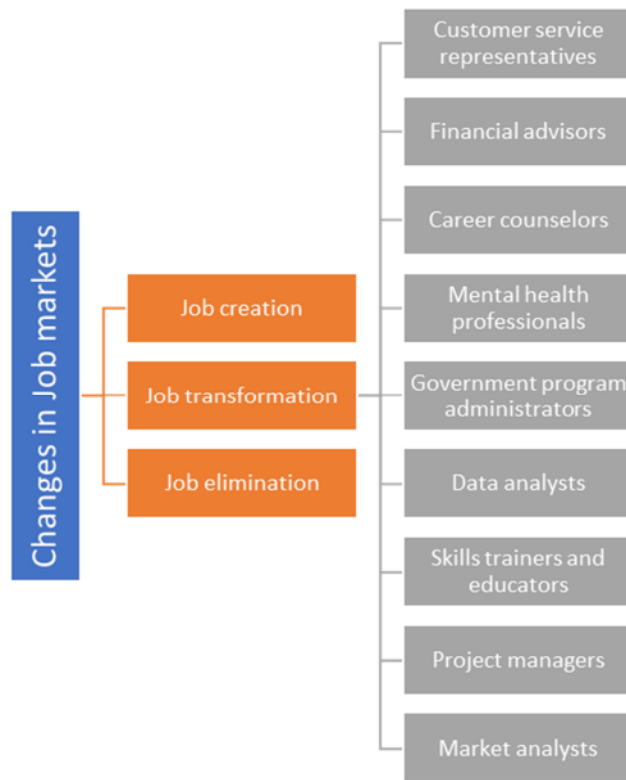 Changes in Job markets
Job creation
Job transformation
Job elimination
Customer service
representatives
Financial advisors
Career counselors
Mental health
professionals
Government program
administrators
Data analysts
Skills trainers and
educators
Project managers
Market analysts